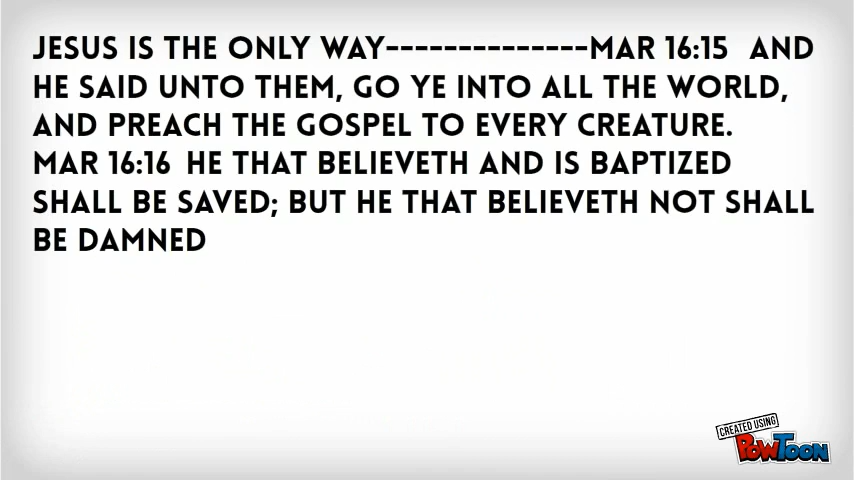 JESUS IS THE ONLY WAY--------------MAR 16:15 AND
HE SAID UNTO THEM, GO YE INTO ALL THE WORLD,
AND PREACH THE GOSPEL TO EVERY CREATURE.
MAR 16:16 HE THAT BELIEVETH AND IS BAPTIZED
SHALL BE SAVED; BUT HE THAT BELIEVETH NOT SHALL
BE DAMNED
CREATED USING
POWTOON